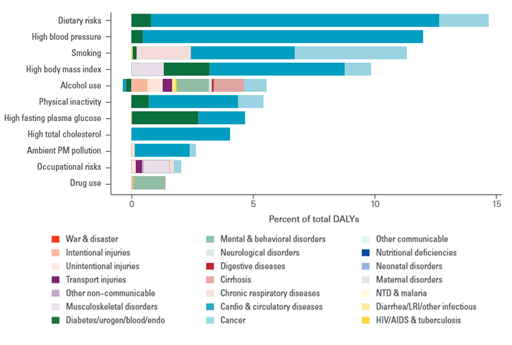 Dietary risks
High blood pressure
Smoking
High body mass index
Alcohol use
Physical inactivity
High fasting plasma glucose
High total cholesterol
Ambient PM pollution
Occupational risks
Drug use
0 5 10 15
Percent of total DALYs
War & disaster Mental & behavioral disorders Other communicable
Intentional injuries Neurological disorders Nutritional deficiencies
Unintentional injuries Digestive diseases Neonatal disorders
Transport injuries Cirrhosis Maternal disorders
Other non-communicable Chronic respiratory diseases NTD & malaria
Musculoskeletal disorders Cardio & circulatory diseases Diarrhea/LRI/other infectious
Diabetes/urogen/blood/endo Cancer HIV/AIDS & tuberculosis